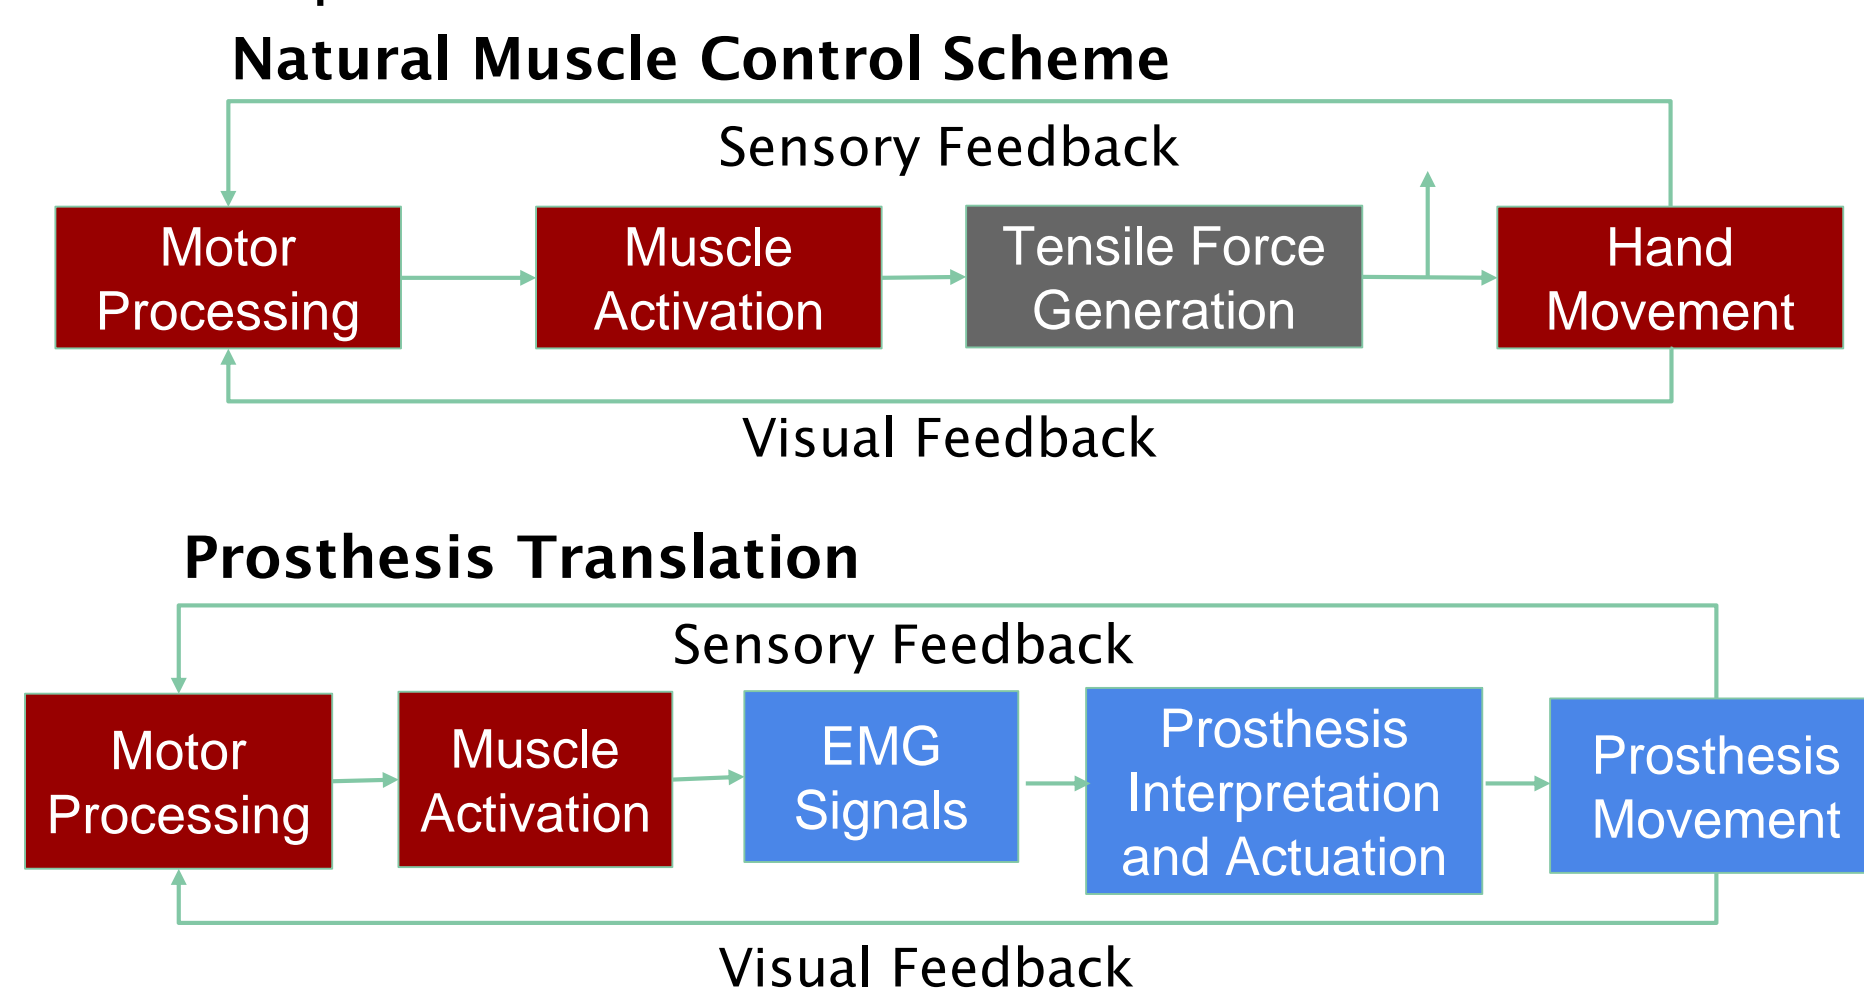 Natural Muscle Control Scheme
Sensory Feedback
Motor
Processing
Muscle
Activation
Tensile Force
Generation
Hand
Movement
Visual Feedback
Prosthesis Translation
Sensory Feedback
Motor
Processing
Muscle
Activation
EMG
Signals
Prosthesis
Interpretation
and Actuation
Prosthesis
Movement
Visual Feedback